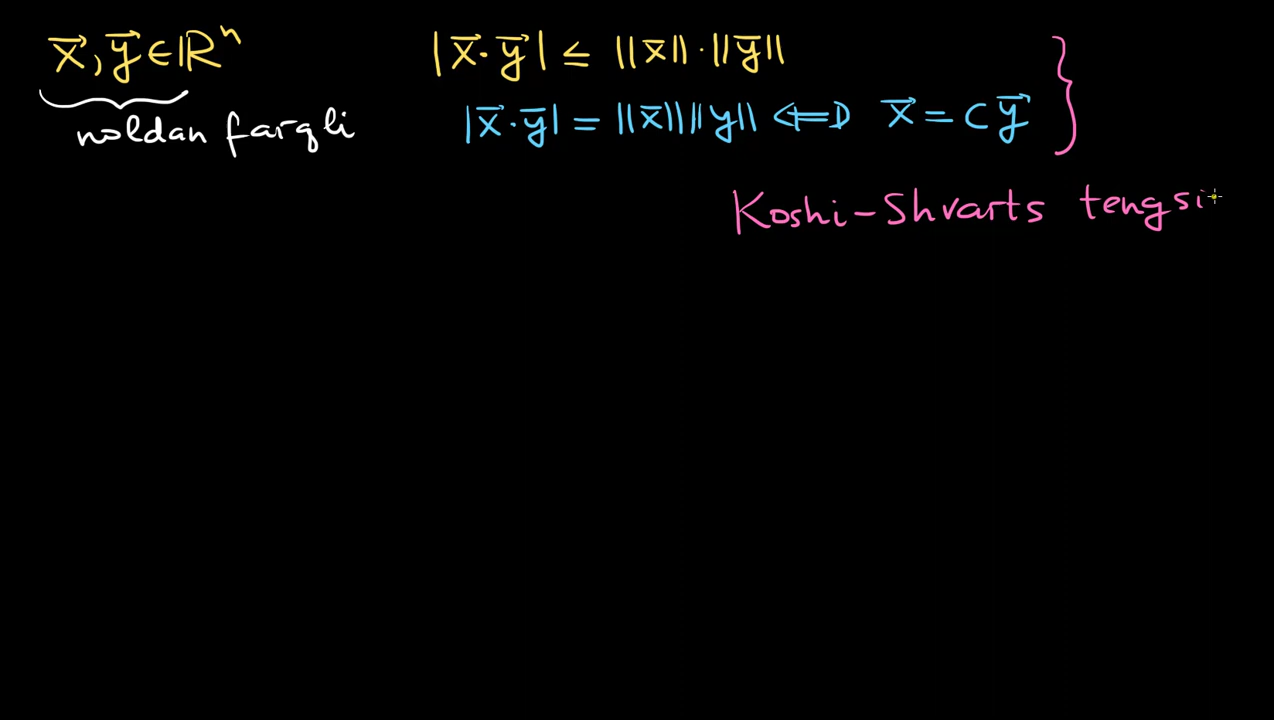 x⃗, y⃗ ∈ ℝⁿ
noldan farqli
|x⃗ · y⃗| ≤ ||x⃗|| · ||y⃗||
|x⃗ · y⃗| = ||x⃗|| ||y|| ⟺ x⃗ = C y⃗
Koshi-Shvarts tengsi